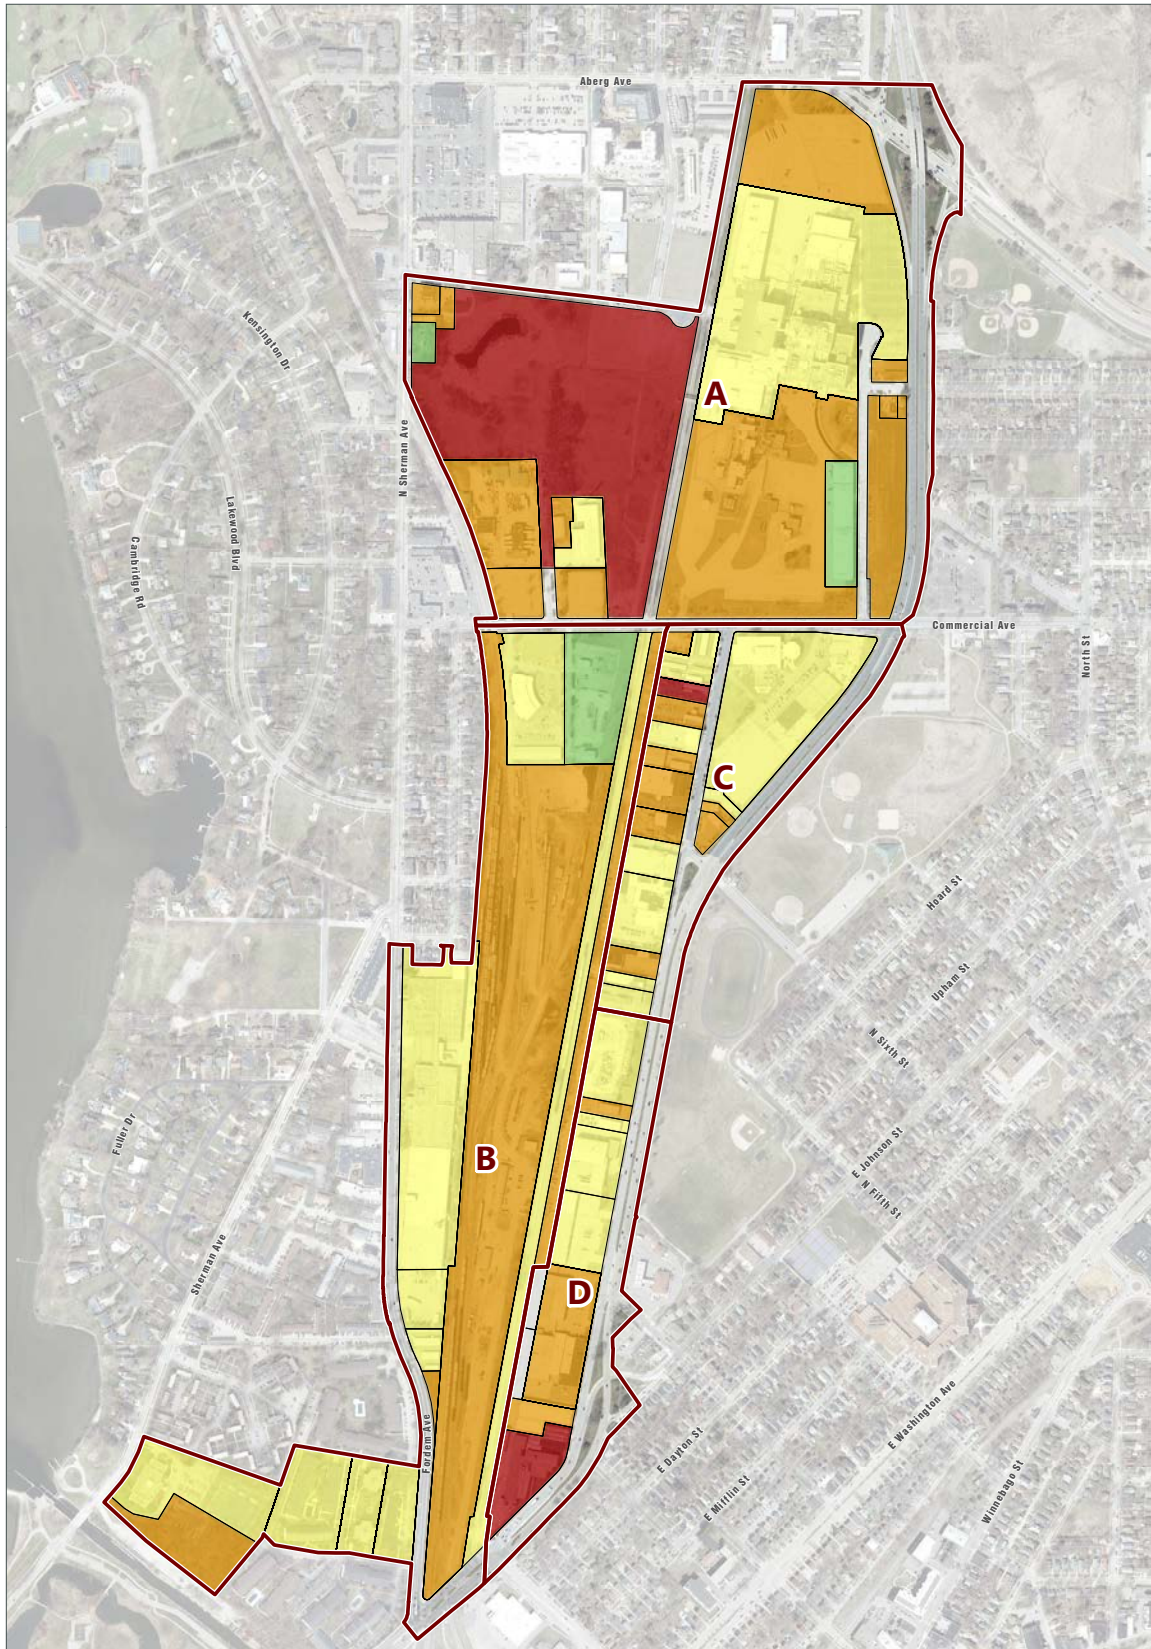 Aberg Ave
Kensington Dr
A
N Sherman Ave
Lakewood Blvd
Cambridge Rd
Commercial Ave
North St
C
Hoard St
Upham St
N Sixth St
Fuller Dr
E Johnson St
B
N Fifth St
Sherman Ave
D
E Washington Ave
Fordem Ave
E Dayton St
E Mifflin St
Winnebago St